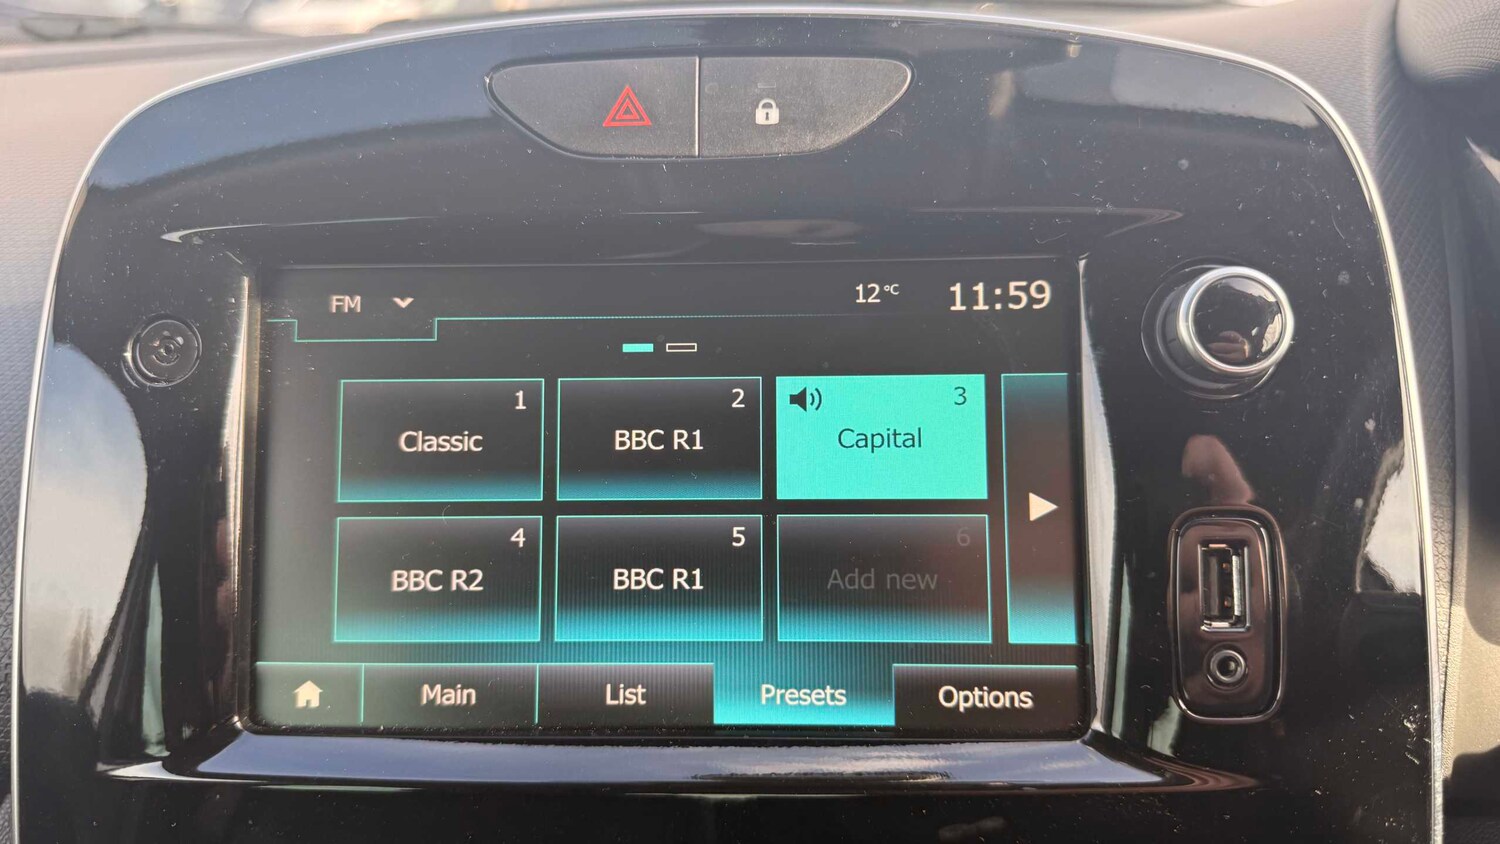 FM
12°C
11:59
1
Classic
2
BBC R1
3
Capital
4
BBC R2
5
BBC R1
6
Add new
Main
List
Presets
Options